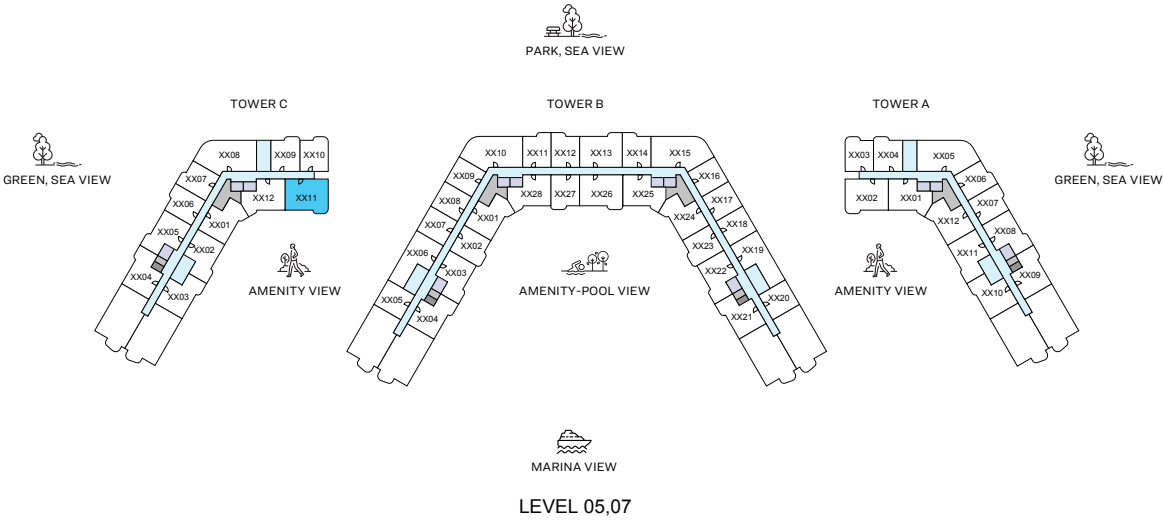 PARK, SEA VIEW
TOWER C
TOWER B
TOWER A
GREEN, SEA VIEW
GREEN, SEA VIEW
XX08
XX09
XX10
XX07
XX11
XX12
XX06
XX01
XX05
XX02
XX04
XX03
XX10
XX11
XX12
XX13
XX14
XX15
XX09
XX28
XX27
XX26
XX25
XX16
XX08
XX01
XX24
XX17
XX07
XX02
XX23
XX18
XX06
XX03
XX22
XX19
XX05
XX04
XX21
XX20
XX03
XX04
XX05
XX02
XX01
XX06
XX12
XX07
XX11
XX08
XX10
XX09
AMENITY VIEW
AMENITY-POOL VIEW
AMENITY VIEW
MARINA VIEW
LEVEL 05,07